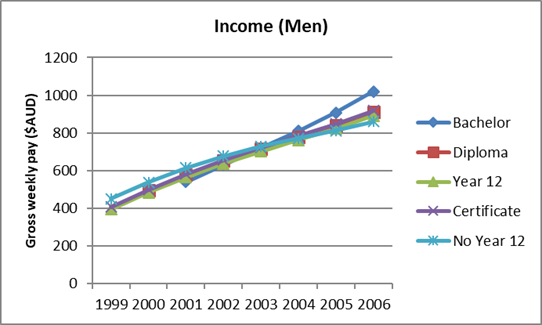 Income (Men)
Gross weekly pay ($AUD)
1200
1000
800
600
400
200
0
1999 2000 2001 2002 2003 2004 2005 2006
Bachelor
Diploma
Year 12
Certificate
No Year 12